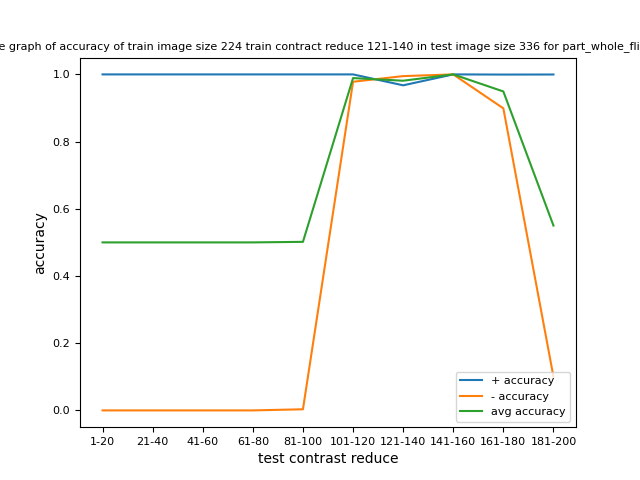 graph of accuracy of train image size 224 train contract reduce 121-140 in test image size 336 for
1.0
0.8
0.6
0.4
0.2
0.0
accuracy
+ accuracy
- accuracy
avg accuracy
1-20 21-40 41-60 61-80 81-100 101-120 121-140 141-160 161-180 181-200
test contrast reduce